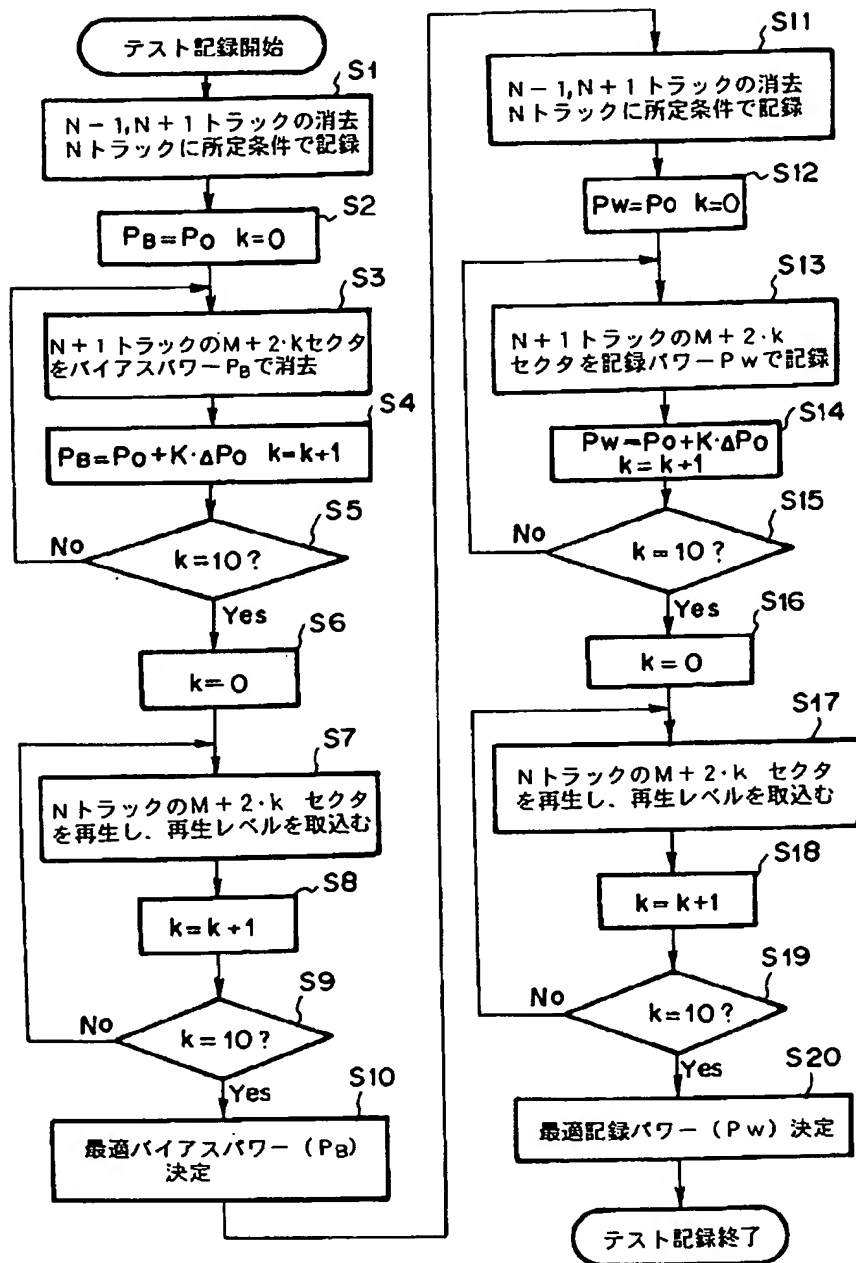 テスト記録開始
S1
N-1,N+1トラックの消去
Nトラックに所定条件で記録
S2
PB=PO k=0
S3
N+1トラックのM+2·kセクタ
をバイアスパワーPBで消去
S4
PB=PO+K·ΔPO k=k+1
S5
No
k=10?
Yes
S6
k=0
S7
NトラックのM+2·k セクタ
を再生し、再生レベルを取込む
S8
k=k+1
S9
No
k=10?
Yes
S10
最適バイアスパワー(PB)
決定
S11
N-1,N+1トラックの消去
Nトラックに所定条件で記録
S12
PW=PO k=0
S13
N+1トラックのM+2·k
セクタを記録パワーPWで記録
S14
PW=PO+K·ΔPO
k=k+1
S15
No
k=10?
Yes
S16
k=0
S17
NトラックのM+2·k セクタ
を再生し、再生レベルを取込む
S18
k=k+1
S19
No
k=10?
Yes
S20
最適記録パワー(PW)決定
テスト記録終了